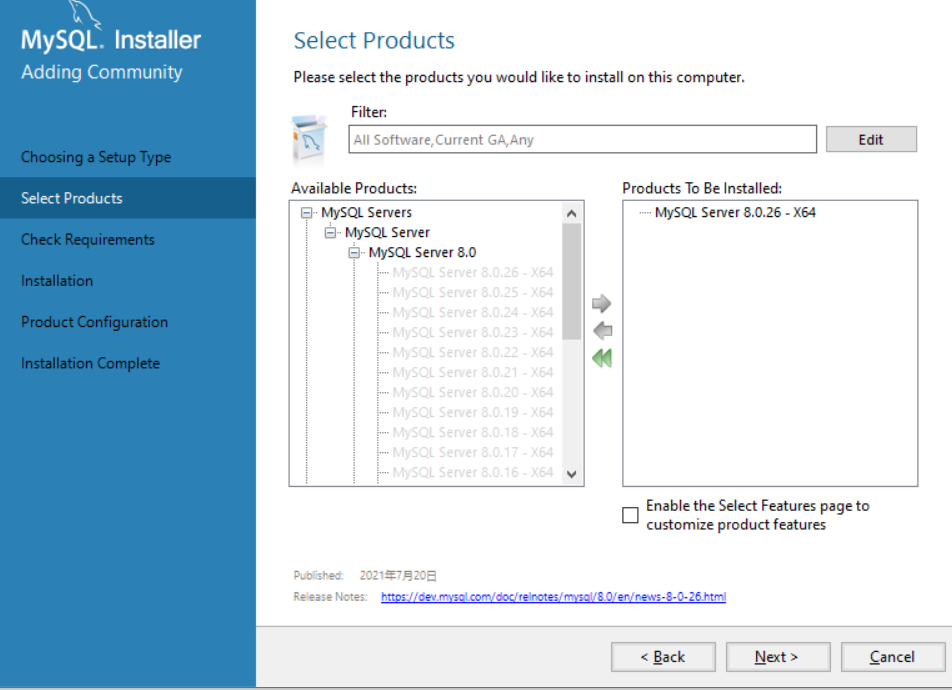 MySQL. Installer
Adding Community
Choosing a Setup Type
Select Products
Check Requirements
Installation
Product Configuration
Installation Complete
Select Products
Please select the products you would like to install on this computer.
Filter:
All Software,Current GA,Any
Edit
Available Products:
MySQL Servers
MySQL Server
MySQL Server 8.0
MySQL Server 8.0.26 - X64
MySQL Server 8.0.25 - X64
MySQL Server 8.0.24 - X64
MySQL Server 8.0.23 - X64
MySQL Server 8.0.22 - X64
MySQL Server 8.0.21 - X64
MySQL Server 8.0.20 - X64
MySQL Server 8.0.19 - X64
MySQL Server 8.0.18 - X64
MySQL Server 8.0.17 - X64
MySQL Server 8.0.16 - X64
Products To Be Installed:
MySQL Server 8.0.26 - X64
Enable the Select Features page to
customize product features
Published: 2021年7月20日
Release Notes: https://dev.mysql.com/doc/relnotes/mysql/8.0/en/news-8-0-26.html
< Back
Next >
Cancel